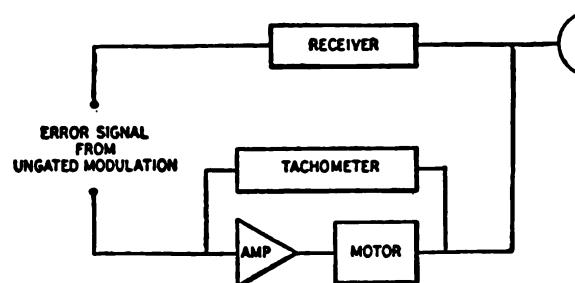 RECEIVER
ERROR SIGNAL
FROM
UNGATED MODULATION
TACHOMETER
AMP
MOTOR